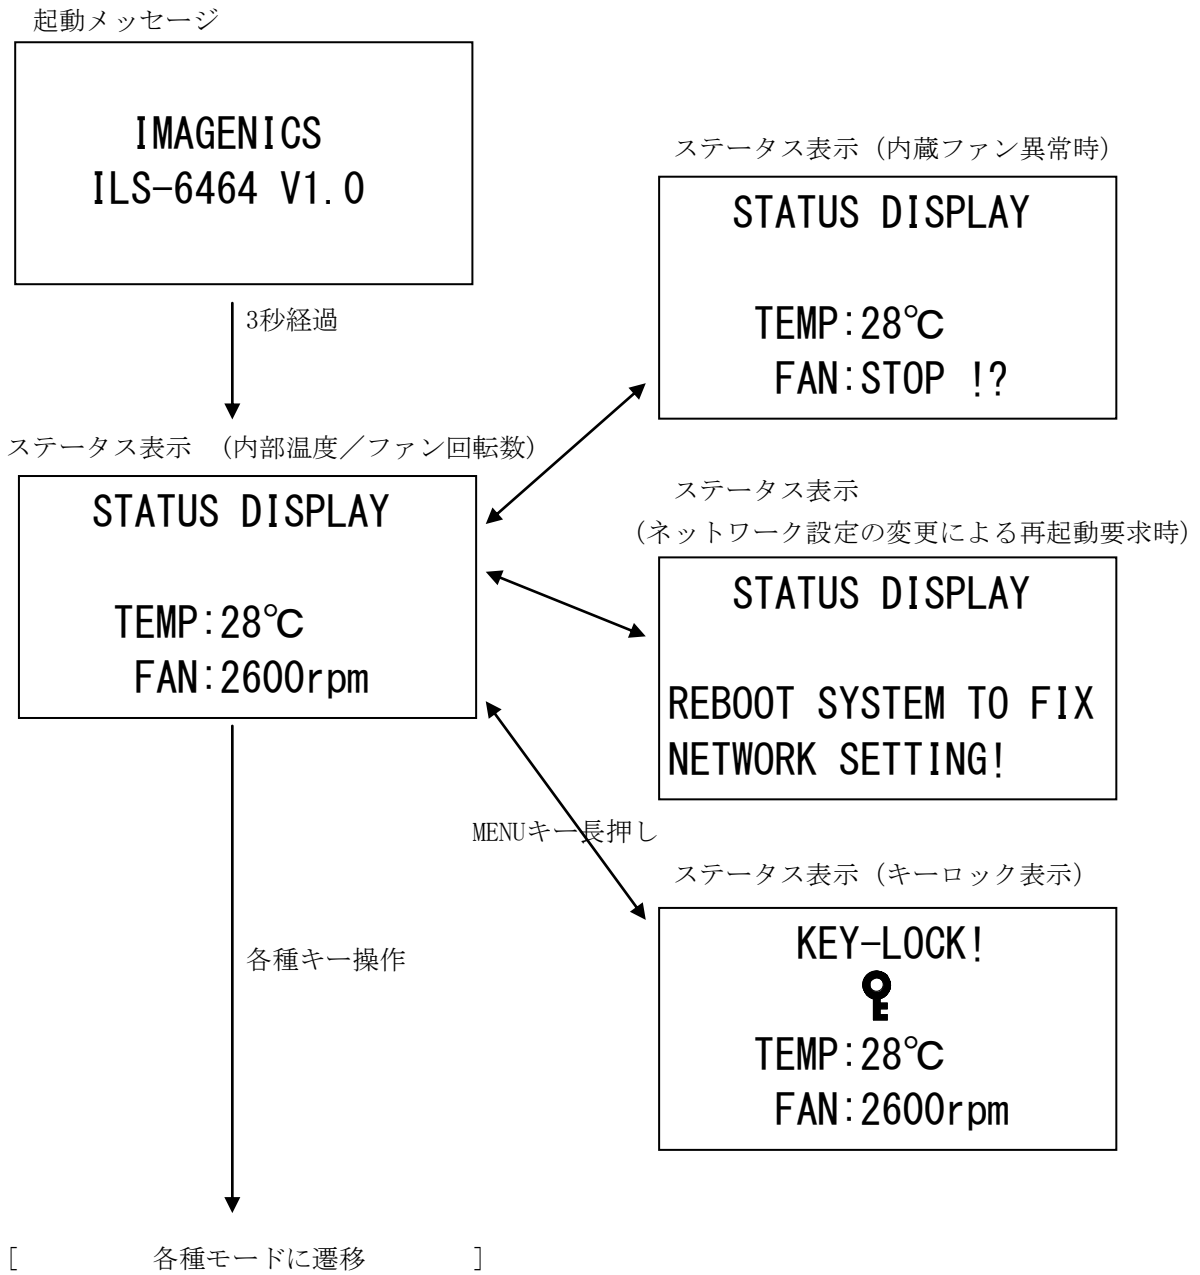 起動メッセージ
IMAGENICS
ILS-6464 V1.0
3秒経過
ステータス表示 (内部温度／ファン回転数)
STATUS DISPLAY
TEMP:28℃
FAN:2600rpm
ステータス表示 (内蔵ファン異常時)
STATUS DISPLAY
TEMP:28℃
FAN:STOP !?
ステータス表示
(ネットワーク設定の変更による再起動要求時)
STATUS DISPLAY
REBOOT SYSTEM TO FIX
NETWORK SETTING!
MENUキー長押し
ステータス表示 (キーロック表示)
KEY-LOCK!
TEMP:28℃
FAN:2600rpm
各種キー操作
[ 各種モードに遷移 ]